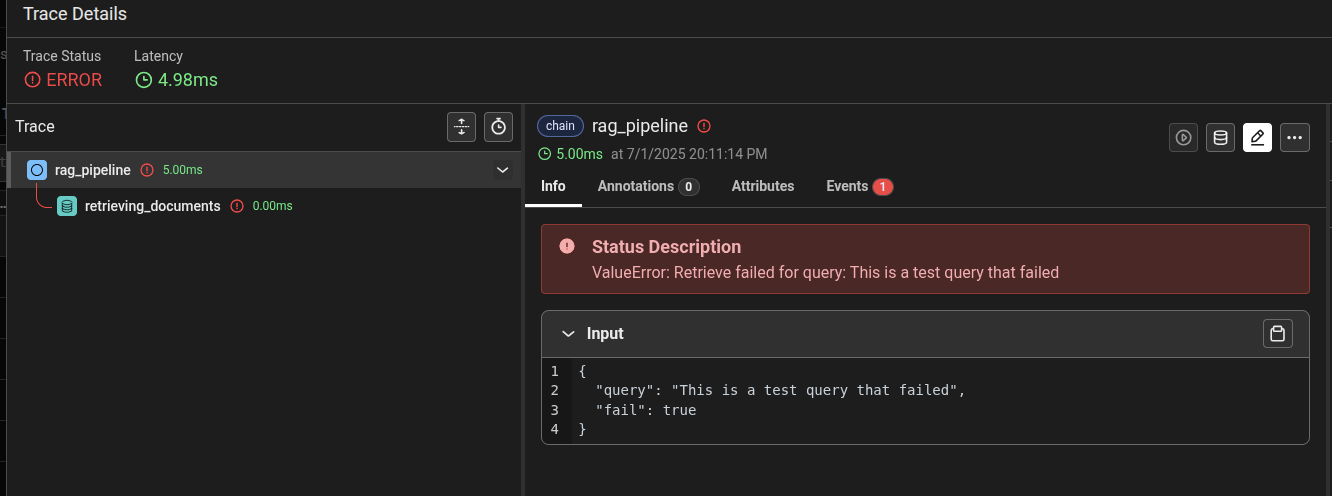 Trace Details
Trace Status Latency
ERROR 4.98ms
Trace
rag_pipeline 5.00ms
retrieving_documents 0.00ms
chain rag_pipeline
5.00ms at 7/1/2025 20:11:14 PM
Info Annotations 0 Attributes Events 1
Status Description
ValueError: Retrieve failed for query: This is a test query that failed
Input
1 {
2 "query": "This is a test query that failed",
3 "fail": true
4 }